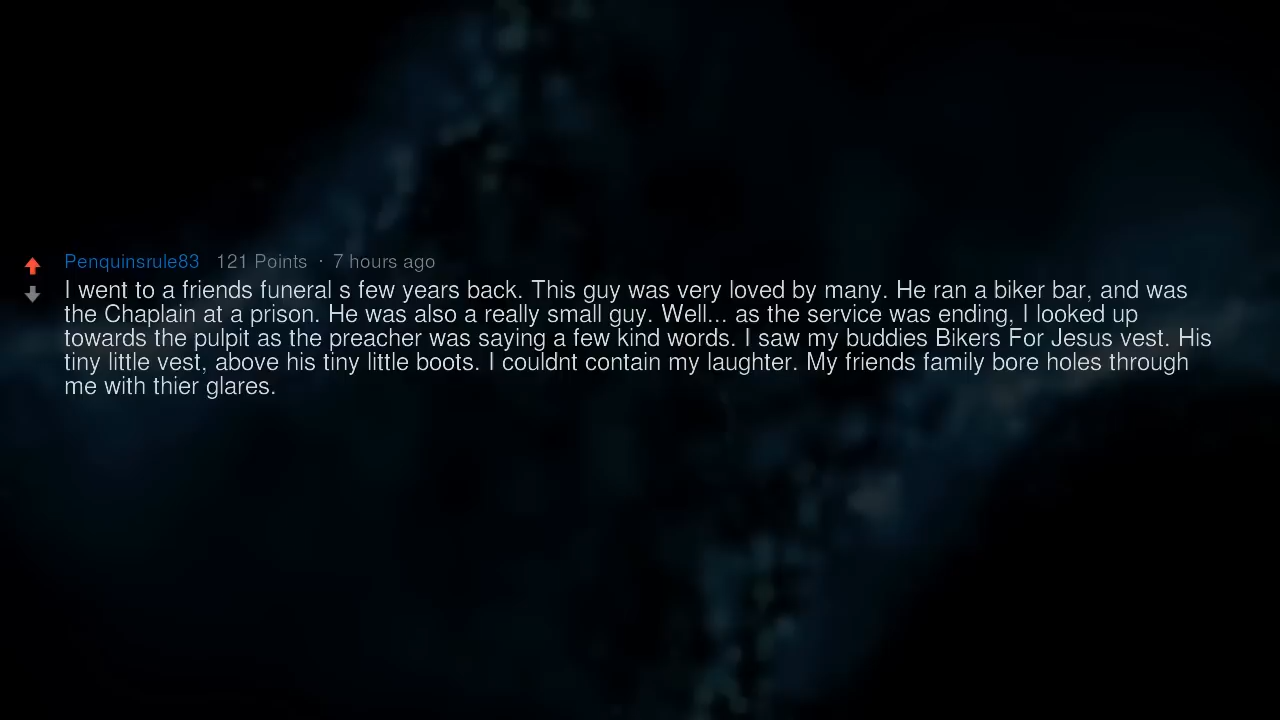 Penquinsrule83 121 Points · 7 hours ago
I went to a friends funeral s few years back. This guy was very loved by many. He ran a biker bar, and was
the Chaplain at a prison. He was also a really small guy. Well... as the service was ending, I looked up
towards the pulpit as the preacher was saying a few kind words. I saw my buddies Bikers For Jesus vest. His
tiny little vest, above his tiny little boots. I couldnt contain my laughter. My friends family bore holes through
me with thier glares.